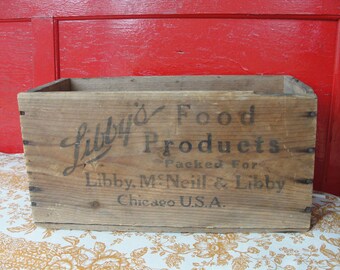 Libby's Food
Products
Packed For
Libby, McNeill & Libby
Chicago U.S.A.